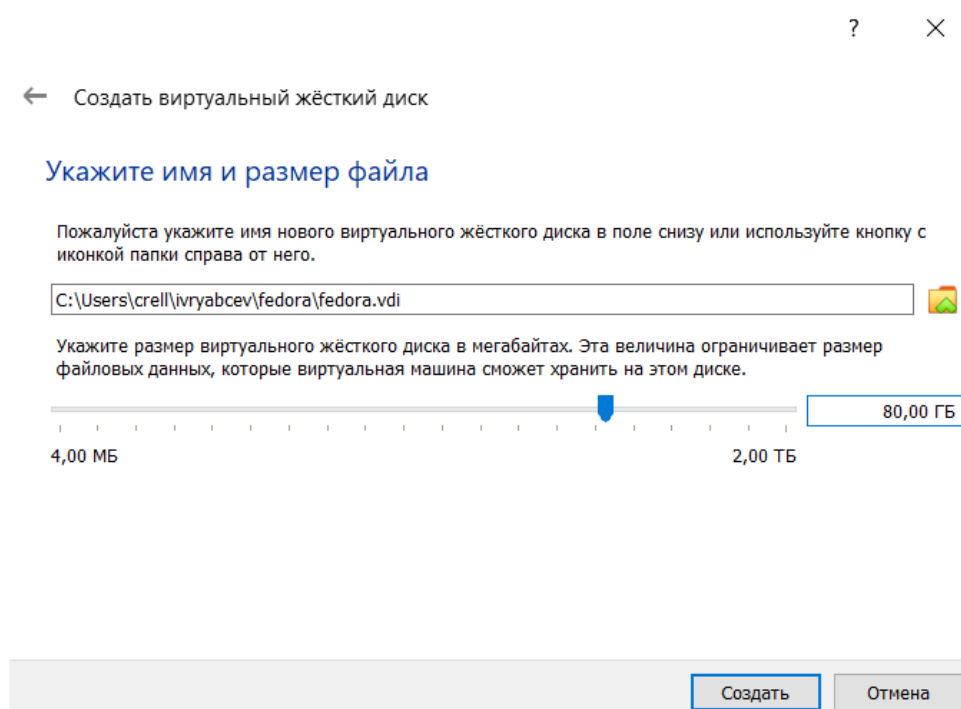 ?
Создать виртуальный жёсткий диск
Укажите имя и размер файла
Пожалуйста укажите имя нового виртуального жёсткого диска в поле снизу или используйте кнопку с
иконкой папки справа от него.
C:\Users\crell\ivryabcev\fedora\fedora.vdi
Укажите размер виртуального жёсткого диска в мегабайтах. Эта величина ограничивает размер
файловых данных, которые виртуальная машина сможет хранить на этом диске.
80,00 ГБ
4,00 МБ 2,00 ТБ
Создать Отмена